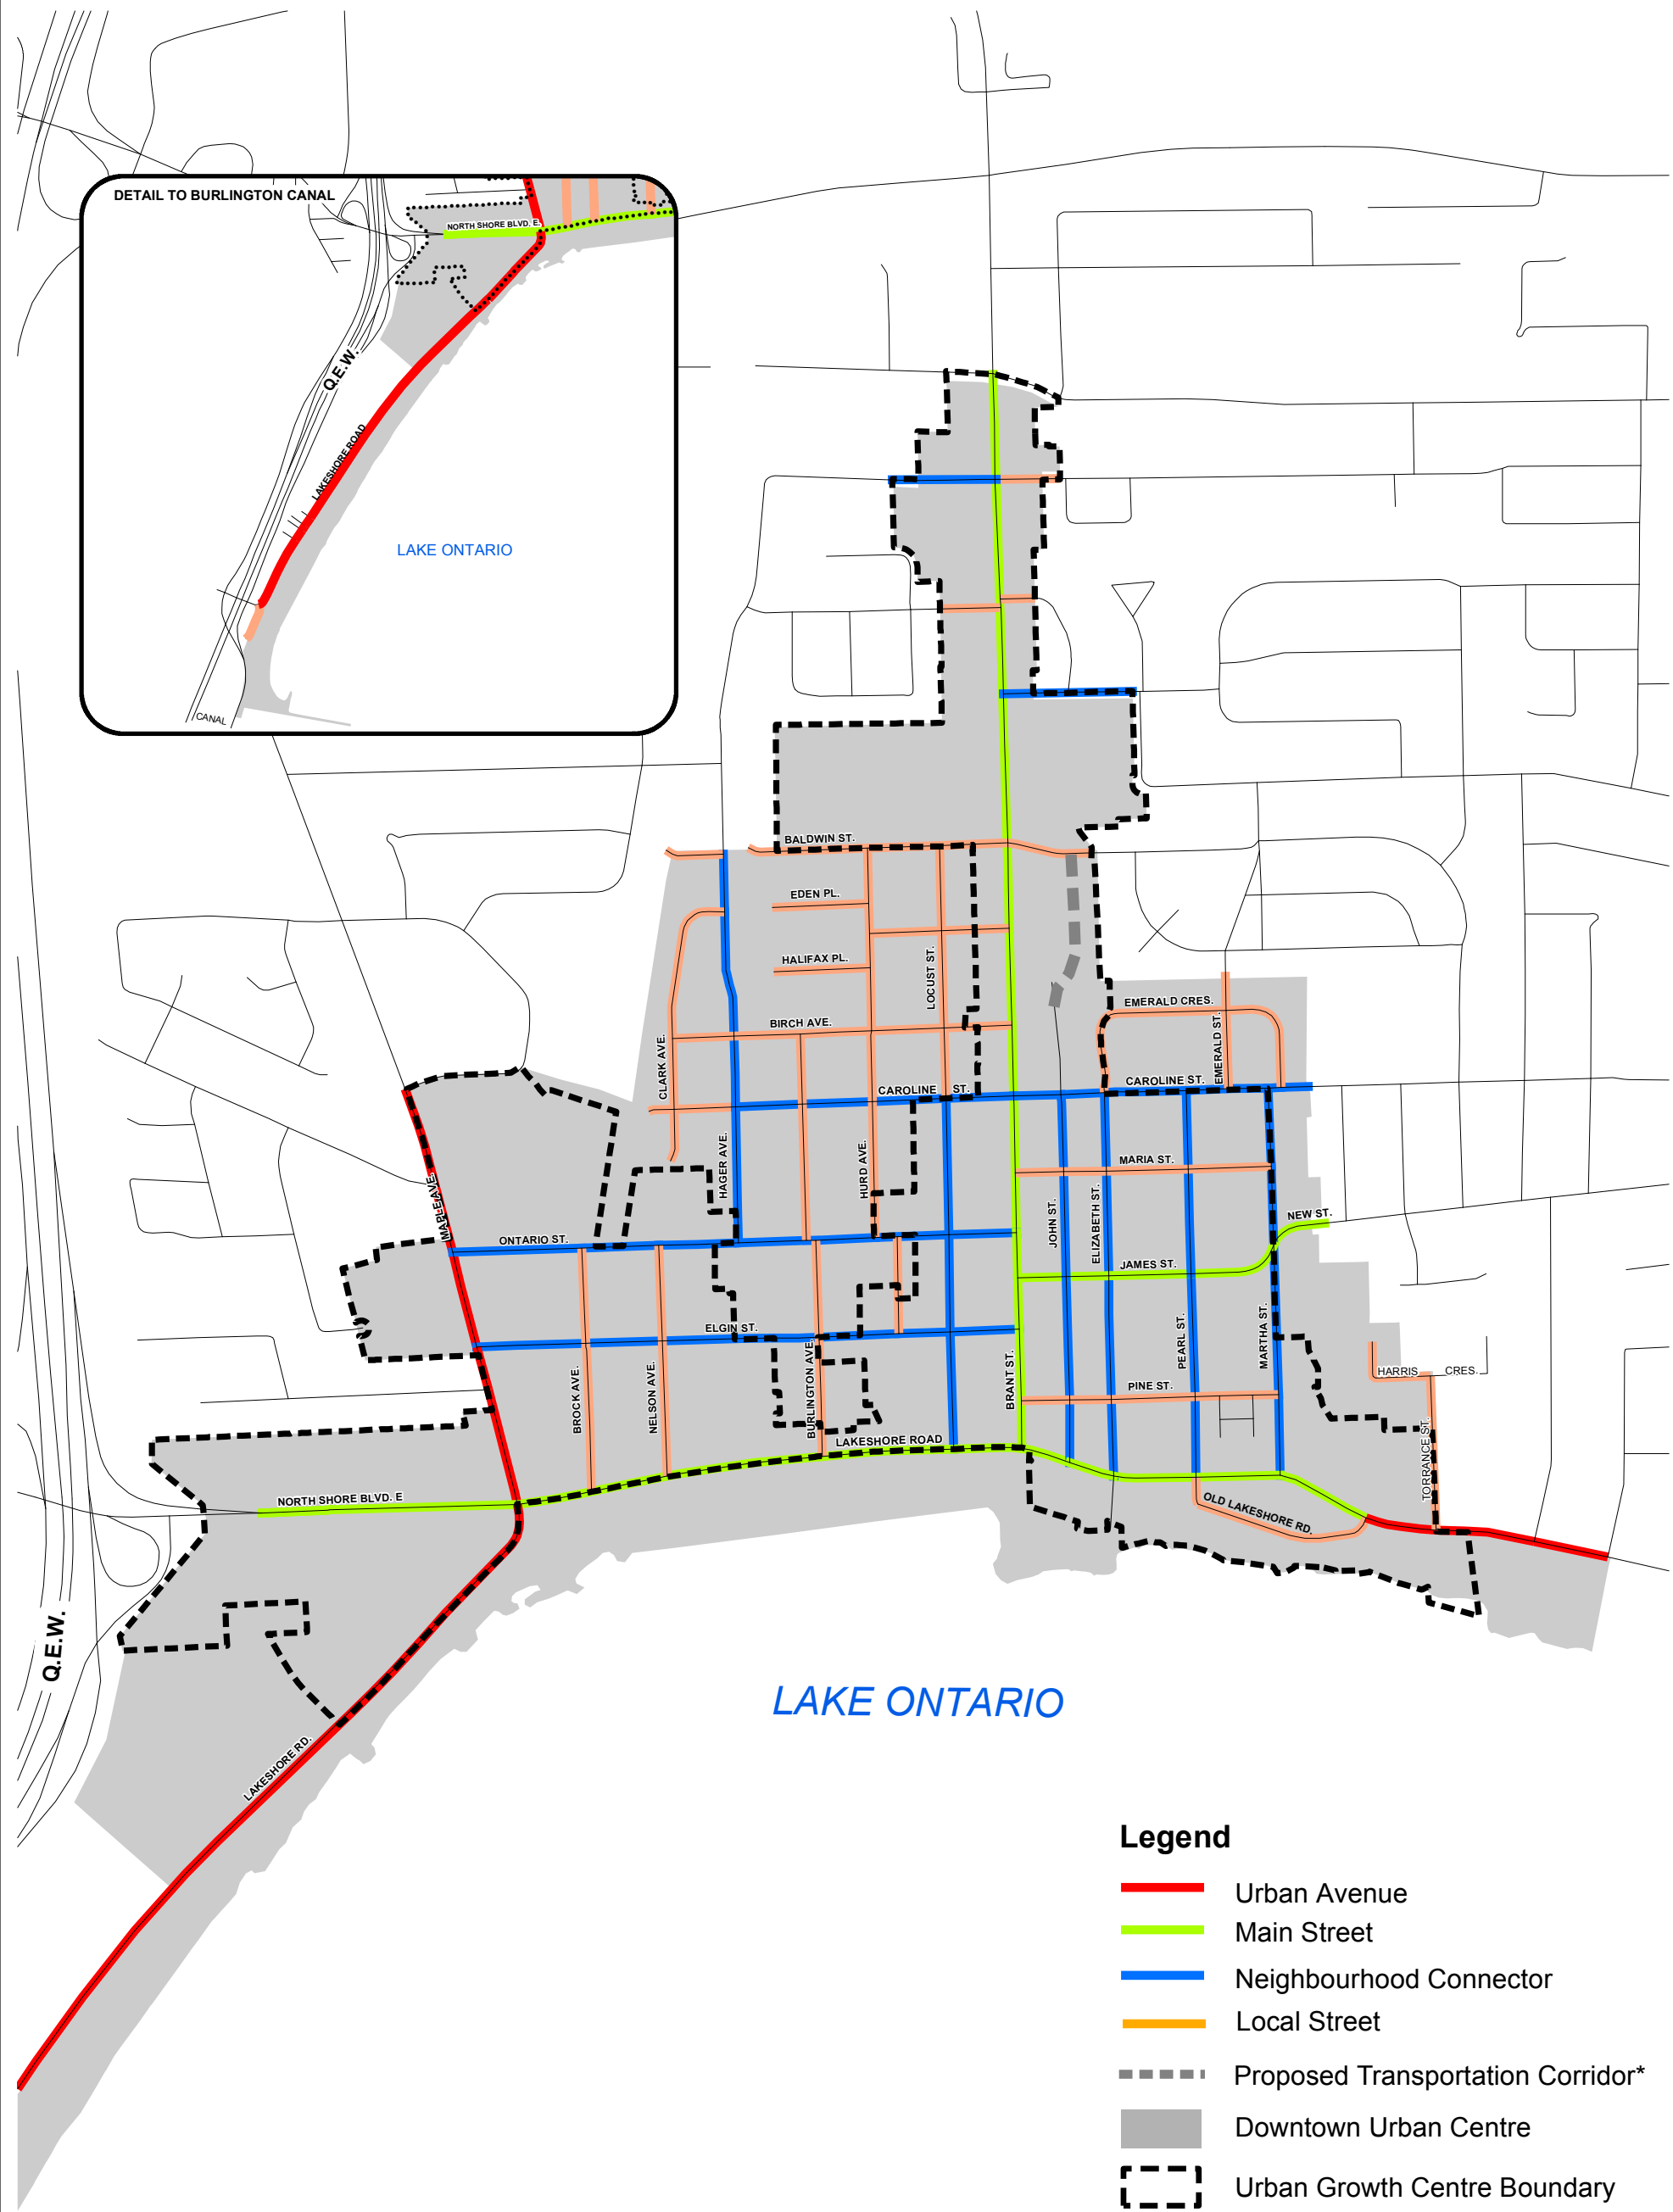 DETAIL TO BURLINGTON CANAL
NORTH SHORE BLVD. E.
Q.E.W.
LAKESHORE ROAD
LAKE ONTARIO
CANAL
BALDWIN ST.
EDEN PL.
HALIFAX PL.
LOCUST ST.
BIRCH AVE.
CLARK AVE.
EMERALD CRES.
EMERALD ST.
CAROLINE ST.
CAROLINE ST.
MAPLE AVE.
HAGER AVE.
HURD AVE.
MARIA ST.
JOHN ST.
ELIZABETH ST.
NEW ST.
ONTARIO ST.
JAMES ST.
ELGIN ST.
PEARL ST.
MARTHA ST.
BROCK AVE.
NELSON AVE.
BURLINGTON AVE.
BRANT ST.
PINE ST.
HARRIS CRES.
TORRANCE ST.
LAKESHORE ROAD
NORTH SHORE BLVD. E
OLD LAKESHORE RD.
Q.E.W.
LAKESHORE RD.
LAKE ONTARIO
Legend
Urban Avenue
Main Street
Neighbourhood Connector
Local Street
Proposed Transportation Corridor*
Downtown Urban Centre
Urban Growth Centre Boundary